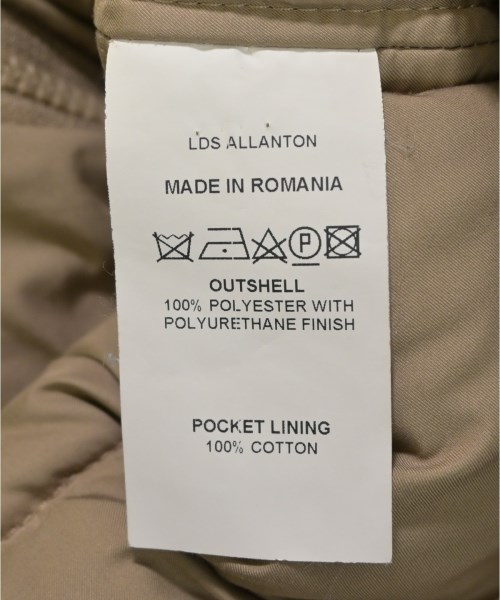 LDS ALLANTON
MADE IN ROMANIA
P
OUTSHELL
100% POLYESTER WITH
POLYURETHANE FINISH
POCKET LINING
100% COTTON